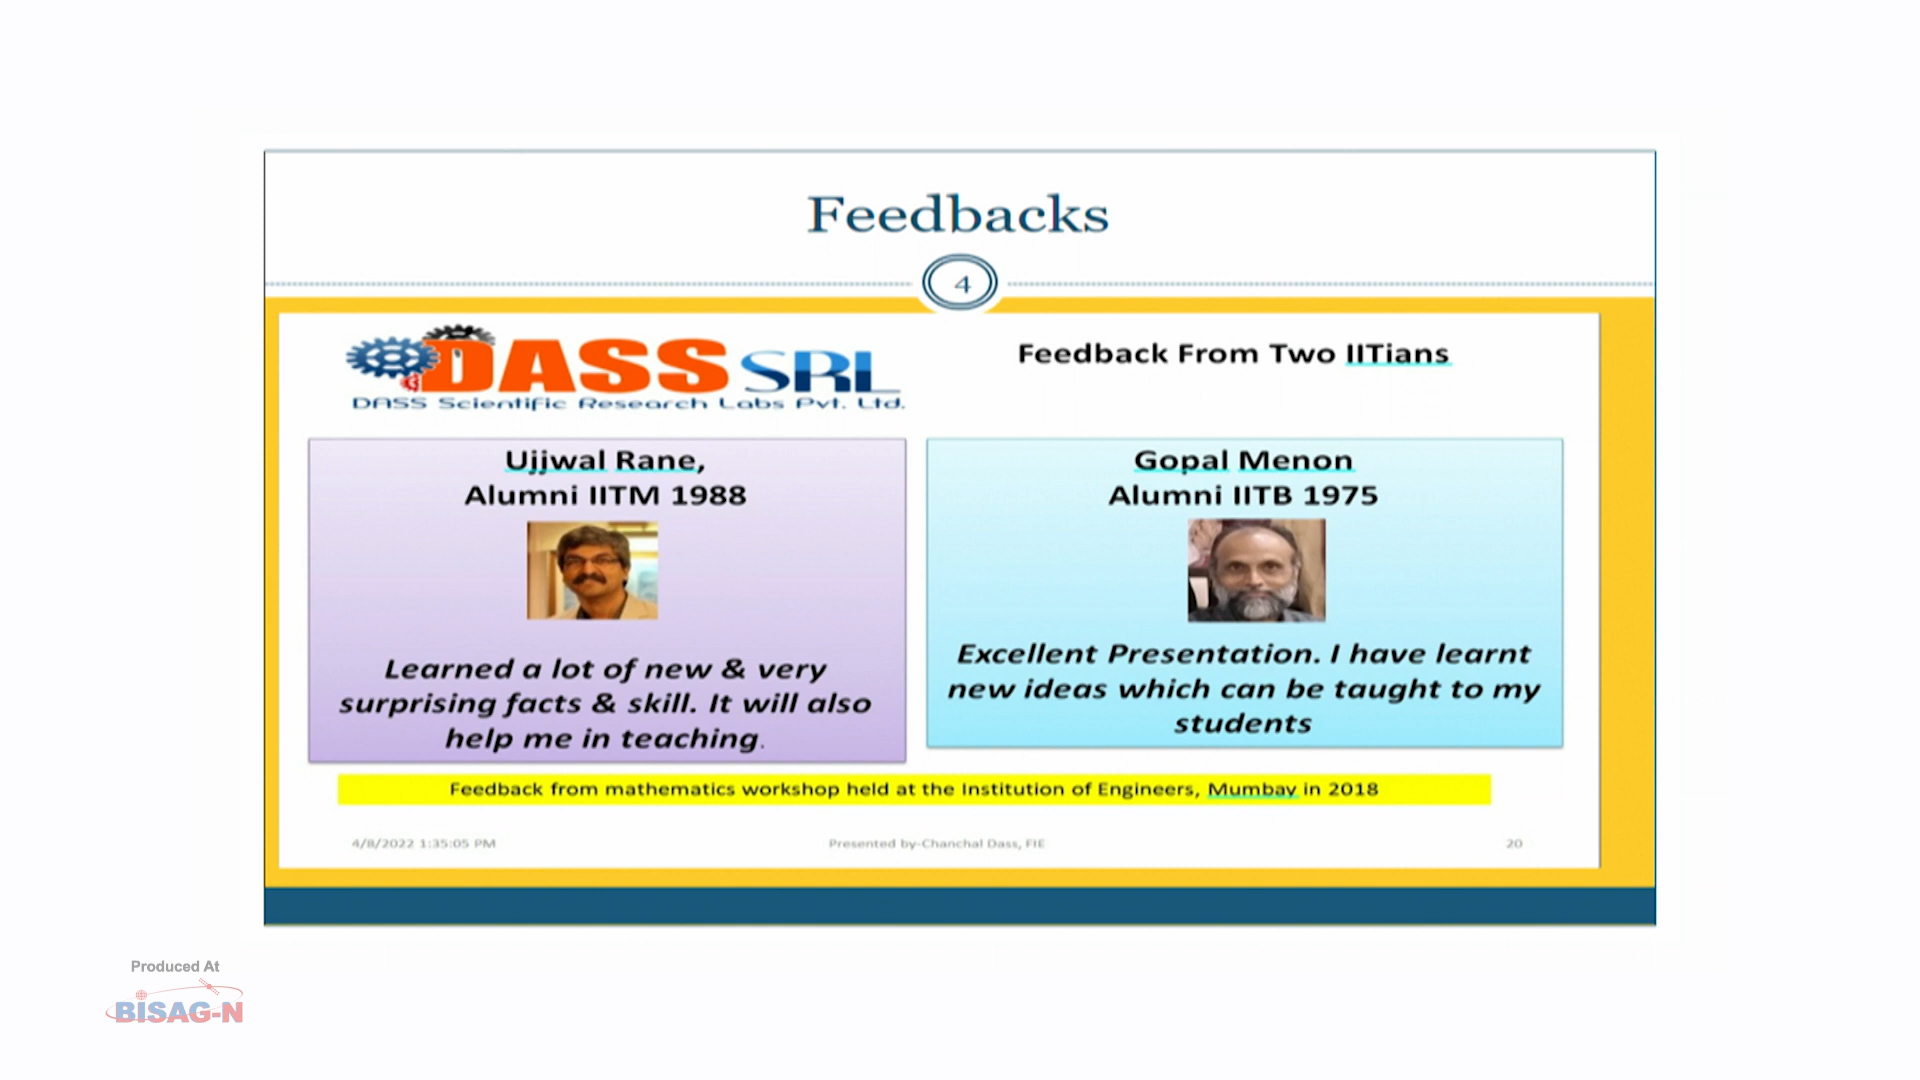 Feedbacks
4
DASS SRL
DASS Scientific Research Labs Pvt. Ltd.
Feedback From Two IITians
Ujjwal Rane,
Alumni IITM 1988
Learned a lot of new & very
surprising facts & skill. It will also
help me in teaching.
Gopal Menon
Alumni IITB 1975
Excellent Presentation. I have learnt
new ideas which can be taught to my
students
Feedback from mathematics workshop held at the Institution of Engineers, Mumbay in 2018
4/8/2022 1:35:05 PM
Presented by-Chanchal Dass, FIE
20
Produced At
BISAG-N